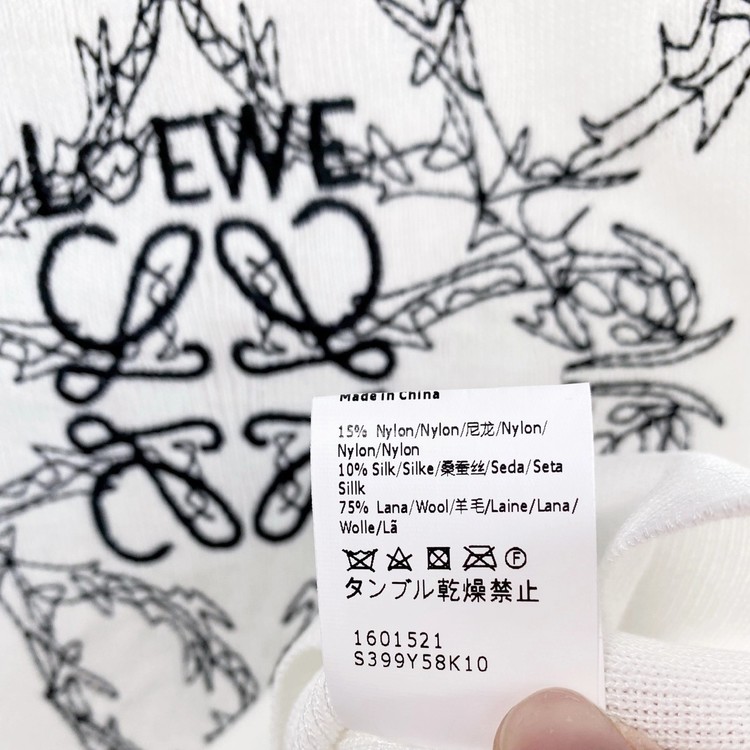 LOEWE
Made in China
15% Nylon/Nylon/尼龙/Nylon/
Nylon/Nylon
10% Silk/Silke/桑蚕丝/Seda/Seta
Sillk
75% Lana/Wool/羊毛/Laine/Lana/
Wolle/Lã
F
タンブル乾燥禁止
1601521
S399Y58K10